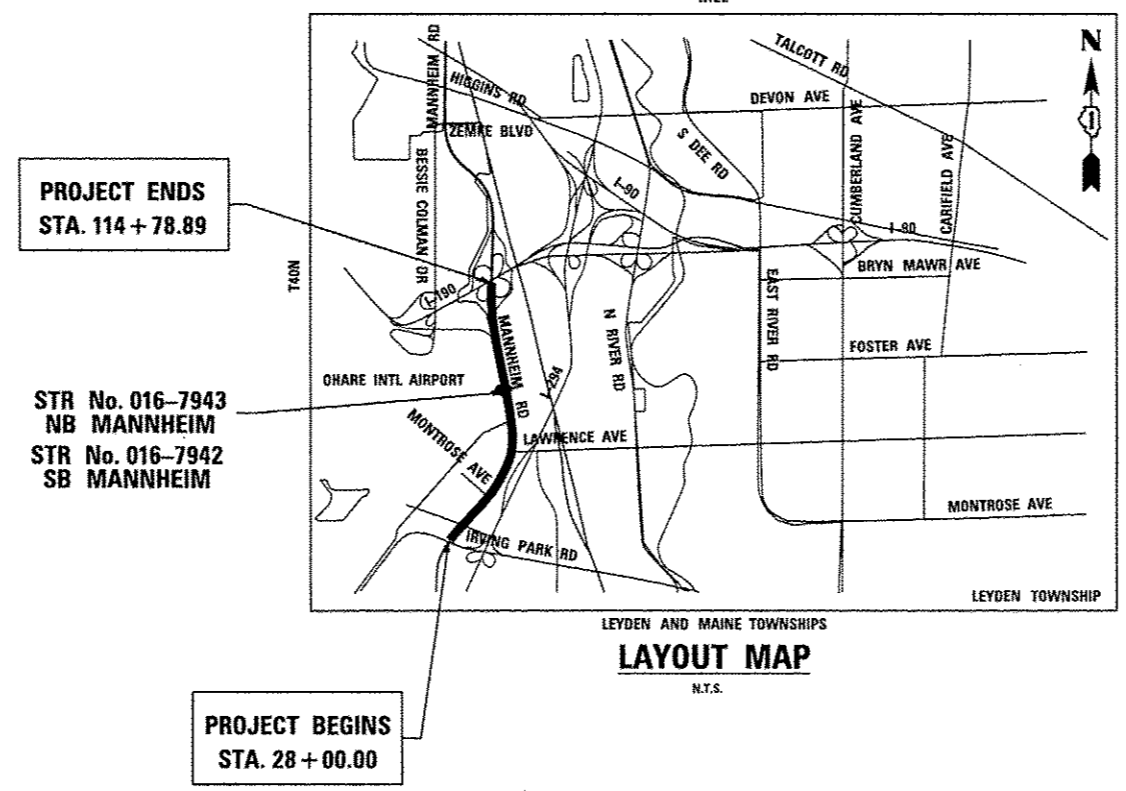 MANNHEIM RD
HIGGINS RD
ZEMKE BLVD
TALCOTT RD
DEVON AVE
N
S DEE RD
CUMBERLAND AVE
CARIFIELD AVE
I-90
I-90
BRYN MAWR AVE
PROJECT ENDS
STA. 114+78.89
T40N
BESSIE COLMAN DR
I-190
MANNHEIM RD
N RIVER RD
EAST RIVER RD
FOSTER AVE
OHARE INTL AIRPORT
I-294
STR No. 016-7943
NB MANNHEIM
STR No. 016-7942
SB MANNHEIM
MONTROSE AVE
LAWRENCE AVE
MONTROSE AVE
IRVING PARK RD
LEYDEN TOWNSHIP
LEYDEN AND MAINE TOWNSHIPS
LAYOUT MAP
N.T.S.
PROJECT BEGINS
STA. 28+00.00